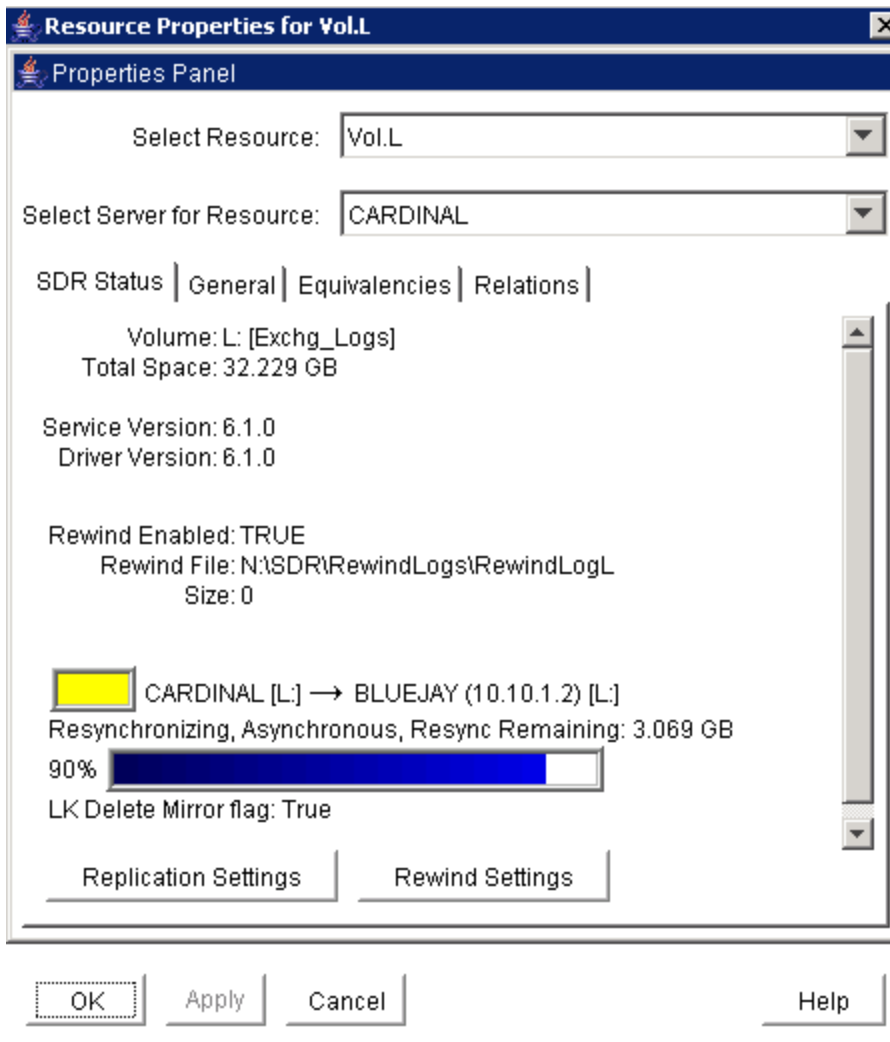 Resource Properties for Vol.L
Properties Panel
Select Resource: Vol.L
Select Server for Resource: CARDINAL
SDR Status General Equivalencies Relations
Volume: L: [Exchg_Logs]
Total Space: 32.229 GB
Service Version: 6.1.0
Driver Version: 6.1.0
Rewind Enabled: TRUE
Rewind File: N:\SDR\RewindLogs\RewindLogL
Size: 0
CARDINAL [L:] → BLUEJAY (10.10.1.2) [L:]
Resynchronizing, Asynchronous, Resync Remaining: 3.069 GB
90%
LK Delete Mirror flag: True
Replication Settings Rewind Settings
OK Apply Cancel Help